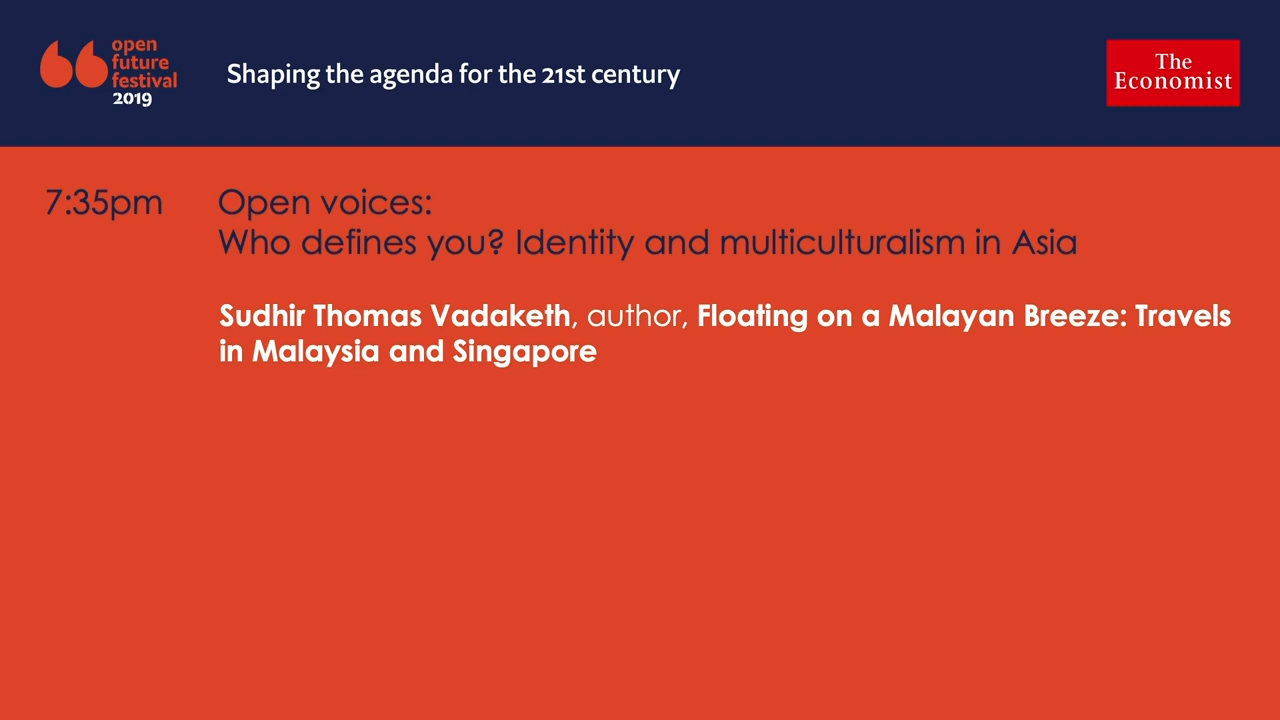 open
future
festival
2019
Shaping the agenda for the 21st century
The
Economist
7:35pm
Open voices:
Who defines you? Identity and multiculturalism in Asia
Sudhir Thomas Vadaketh, author, Floating on a Malayan Breeze: Travels
in Malaysia and Singapore